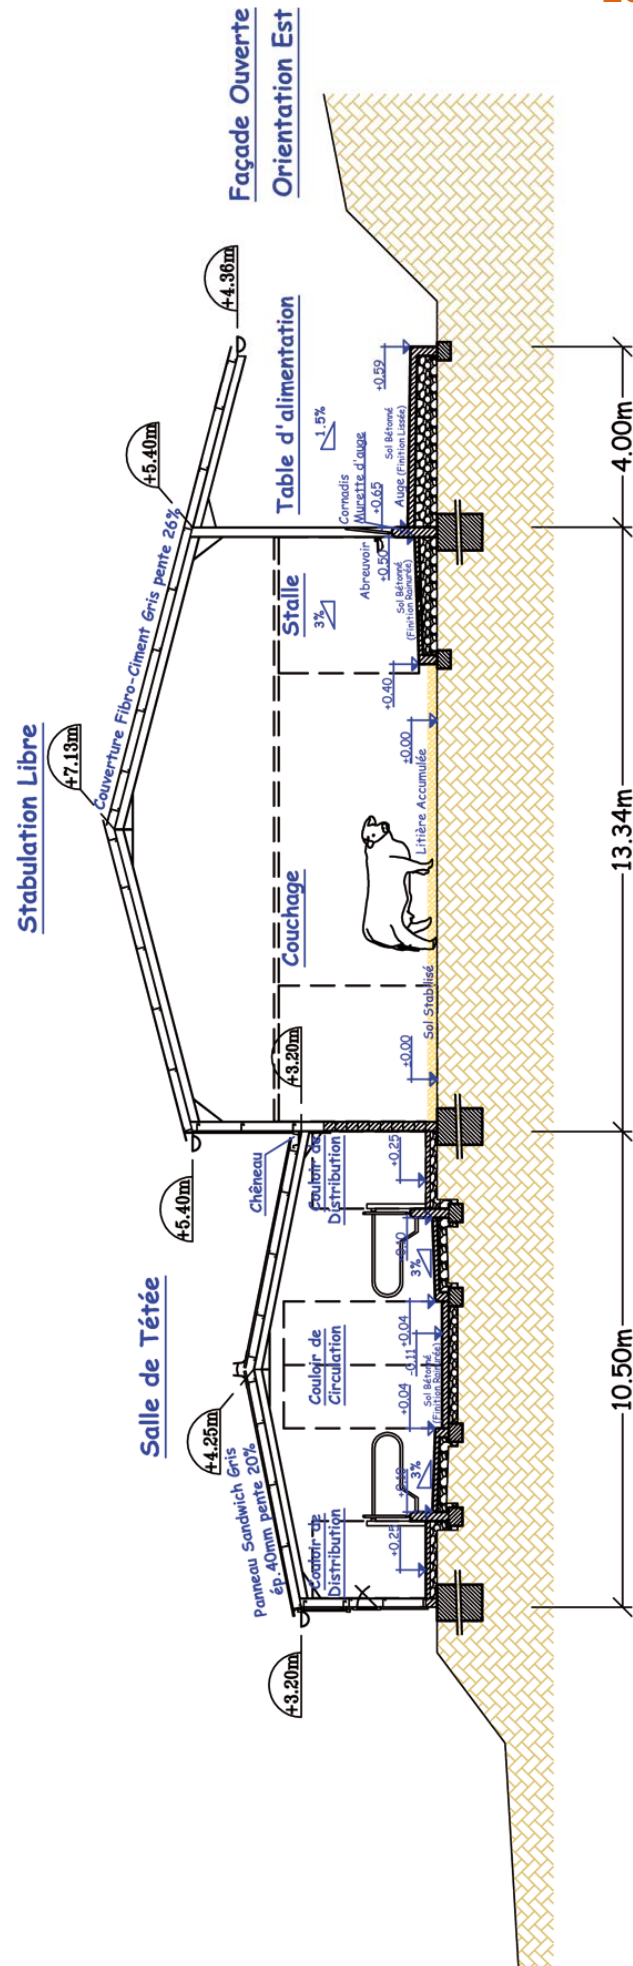 Façade Ouverte
Orientation Est
Stabulation Libre
Salle de Tétée
+3.20m
+4.25m
+5.40m
+3.20m
+7.13m
+5.40m
+4.36m
Panneau Sandwich Gris
ép. 40mm pente 20%
Couverture Fibro-Ciment Gris pente 26%
Chêneau
Couloir de
Distribution
Couloir de
Circulation
Couloir de
Distribution
Couchage
Stalle
3%
Table d'alimentation
1.5%
Cornadis
Murette d'auge
Abreuvoir
+0.65
+0.50
+0.59
+0.40
+0.25
3%
+0.04
-0.11
+0.04
3%
+0.25
±0.00
±0.00
Sol Bétonné
(Finition Rainurée)
Sol Stabilisé
Litière Accumulée
Sol Bétonné
(Finition Rainurée)
Sol Bétonné
Auge (Finition Lissée)
10.50m
13.34m
4.00m